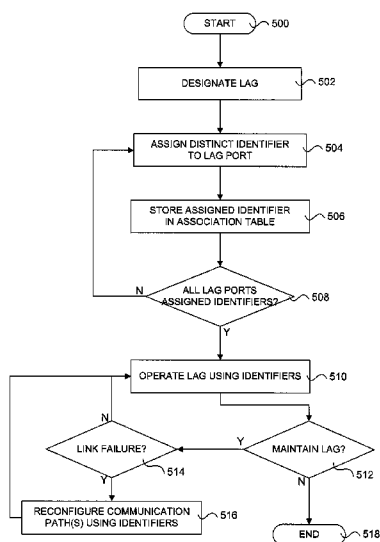 START
500
DESIGNATE LAG
502
ASSIGN DISTINCT IDENTIFIER
TO LAG PORT
504
STORE ASSIGNED IDENTIFIER
IN ASSOCIATION TABLE
506
N
ALL LAG PORTS
ASSIGNED IDENTIFIERS?
508
Y
OPERATE LAG USING IDENTIFIERS
510
N
LINK FAILURE?
514
Y
MAINTAIN LAG?
512
Y
N
RECONFIGURE COMMUNICATION
PATH(S) USING IDENTIFIERS
516
END
518